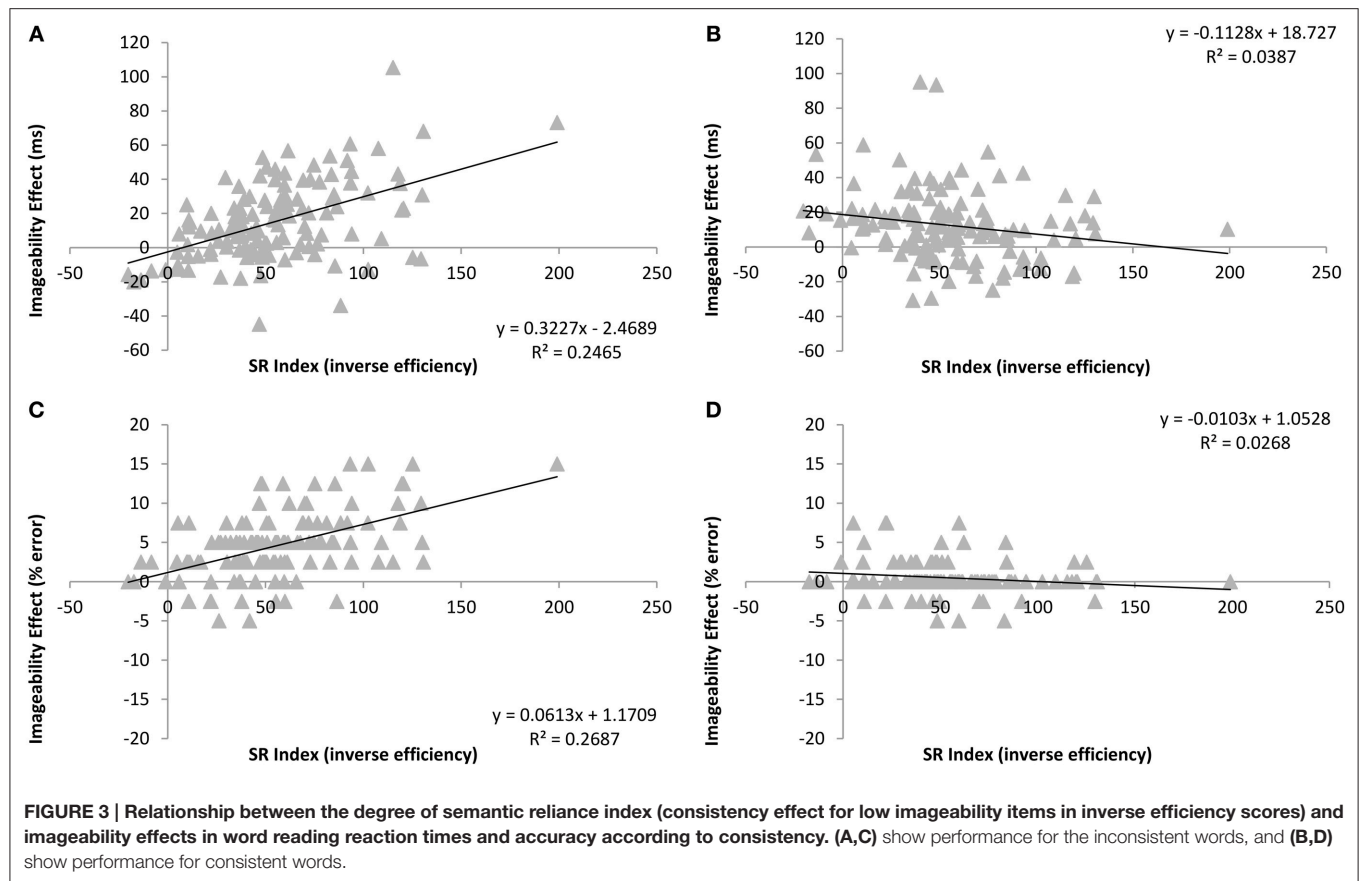 A
120
100
80
60
40
20
0
-20
-40
-60
-50 0 50 100 150 200 250
Imageability Effect (ms)
SR Index (inverse efficiency)
y = 0.3227x - 2.4689
R² = 0.2465
B
y = -0.1128x + 18.727
R² = 0.0387
120
100
80
60
40
20
0
-20
-40
-60
-50 0 50 100 150 200 250
Imageability Effect (ms)
SR Index (inverse efficiency)
C
20
15
10
5
0
-5
-10
-15
-20
-50 0 50 100 150 200 250
Imageability Effect (% error)
SR Index (inverse efficiency)
y = 0.0613x + 1.1709
R² = 0.2687
D
y = -0.0103x + 1.0528
R² = 0.0268
20
15
10
5
0
-5
-10
-15
-20
-50 0 50 100 150 200 250
Imageability Effect (% error)
SR Index (inverse efficiency)
FIGURE 3 | Relationship between the degree of semantic reliance index (consistency effect for low imageability items in inverse efficiency scores) and
imageability effects in word reading reaction times and accuracy according to consistency. (A,C) show performance for the inconsistent words, and (B,D)
show performance for consistent words.